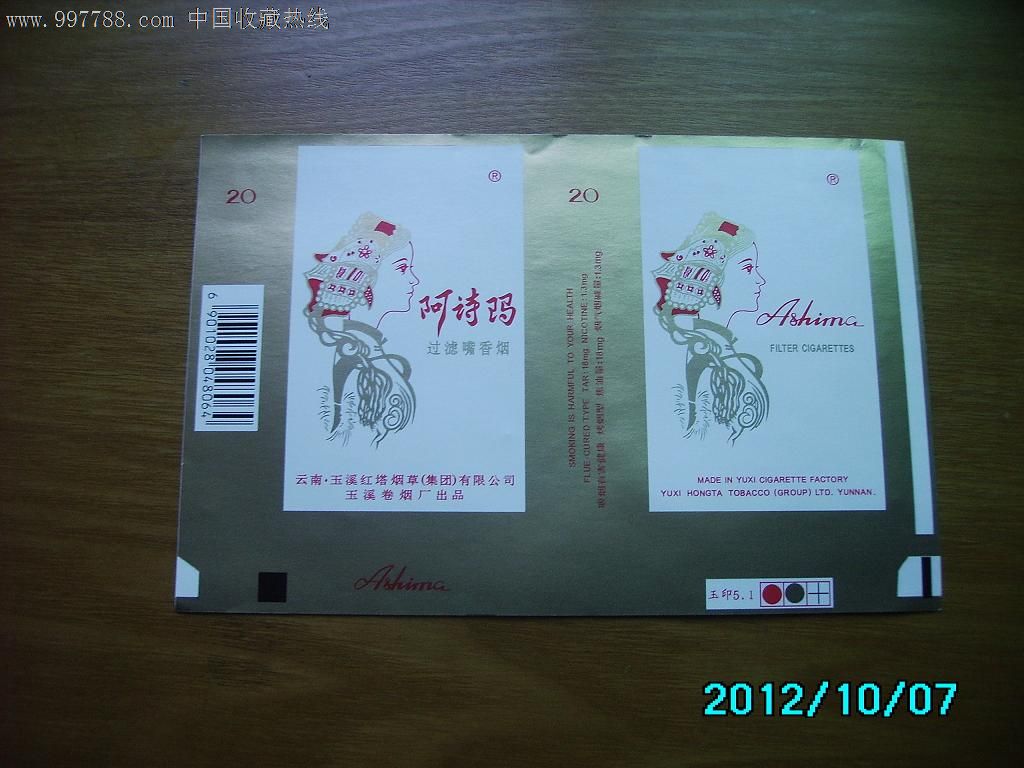 www.997788.com 中国收藏热线
20
®
阿诗玛
过滤嘴香烟
云南·玉溪红塔烟草(集团)有限公司
玉溪卷烟厂出品
6 901028 048064
Ashima
20
SMOKING IS HARMFUL TO YOUR HEALTH
FLUE CURED TYPE TAR:18mg NICOTINE:1.3mg
吸烟有害健康 烤烟型 焦油量:18mg 烟气烟碱量:1.3mg
®
Ashima
FILTER CIGARETTES
MADE IN YUXI CIGARETTE FACTORY
YUXI HONGTA TOBACCO (GROUP) LTD. YUNNAN.
玉印5.1
2012/10/07